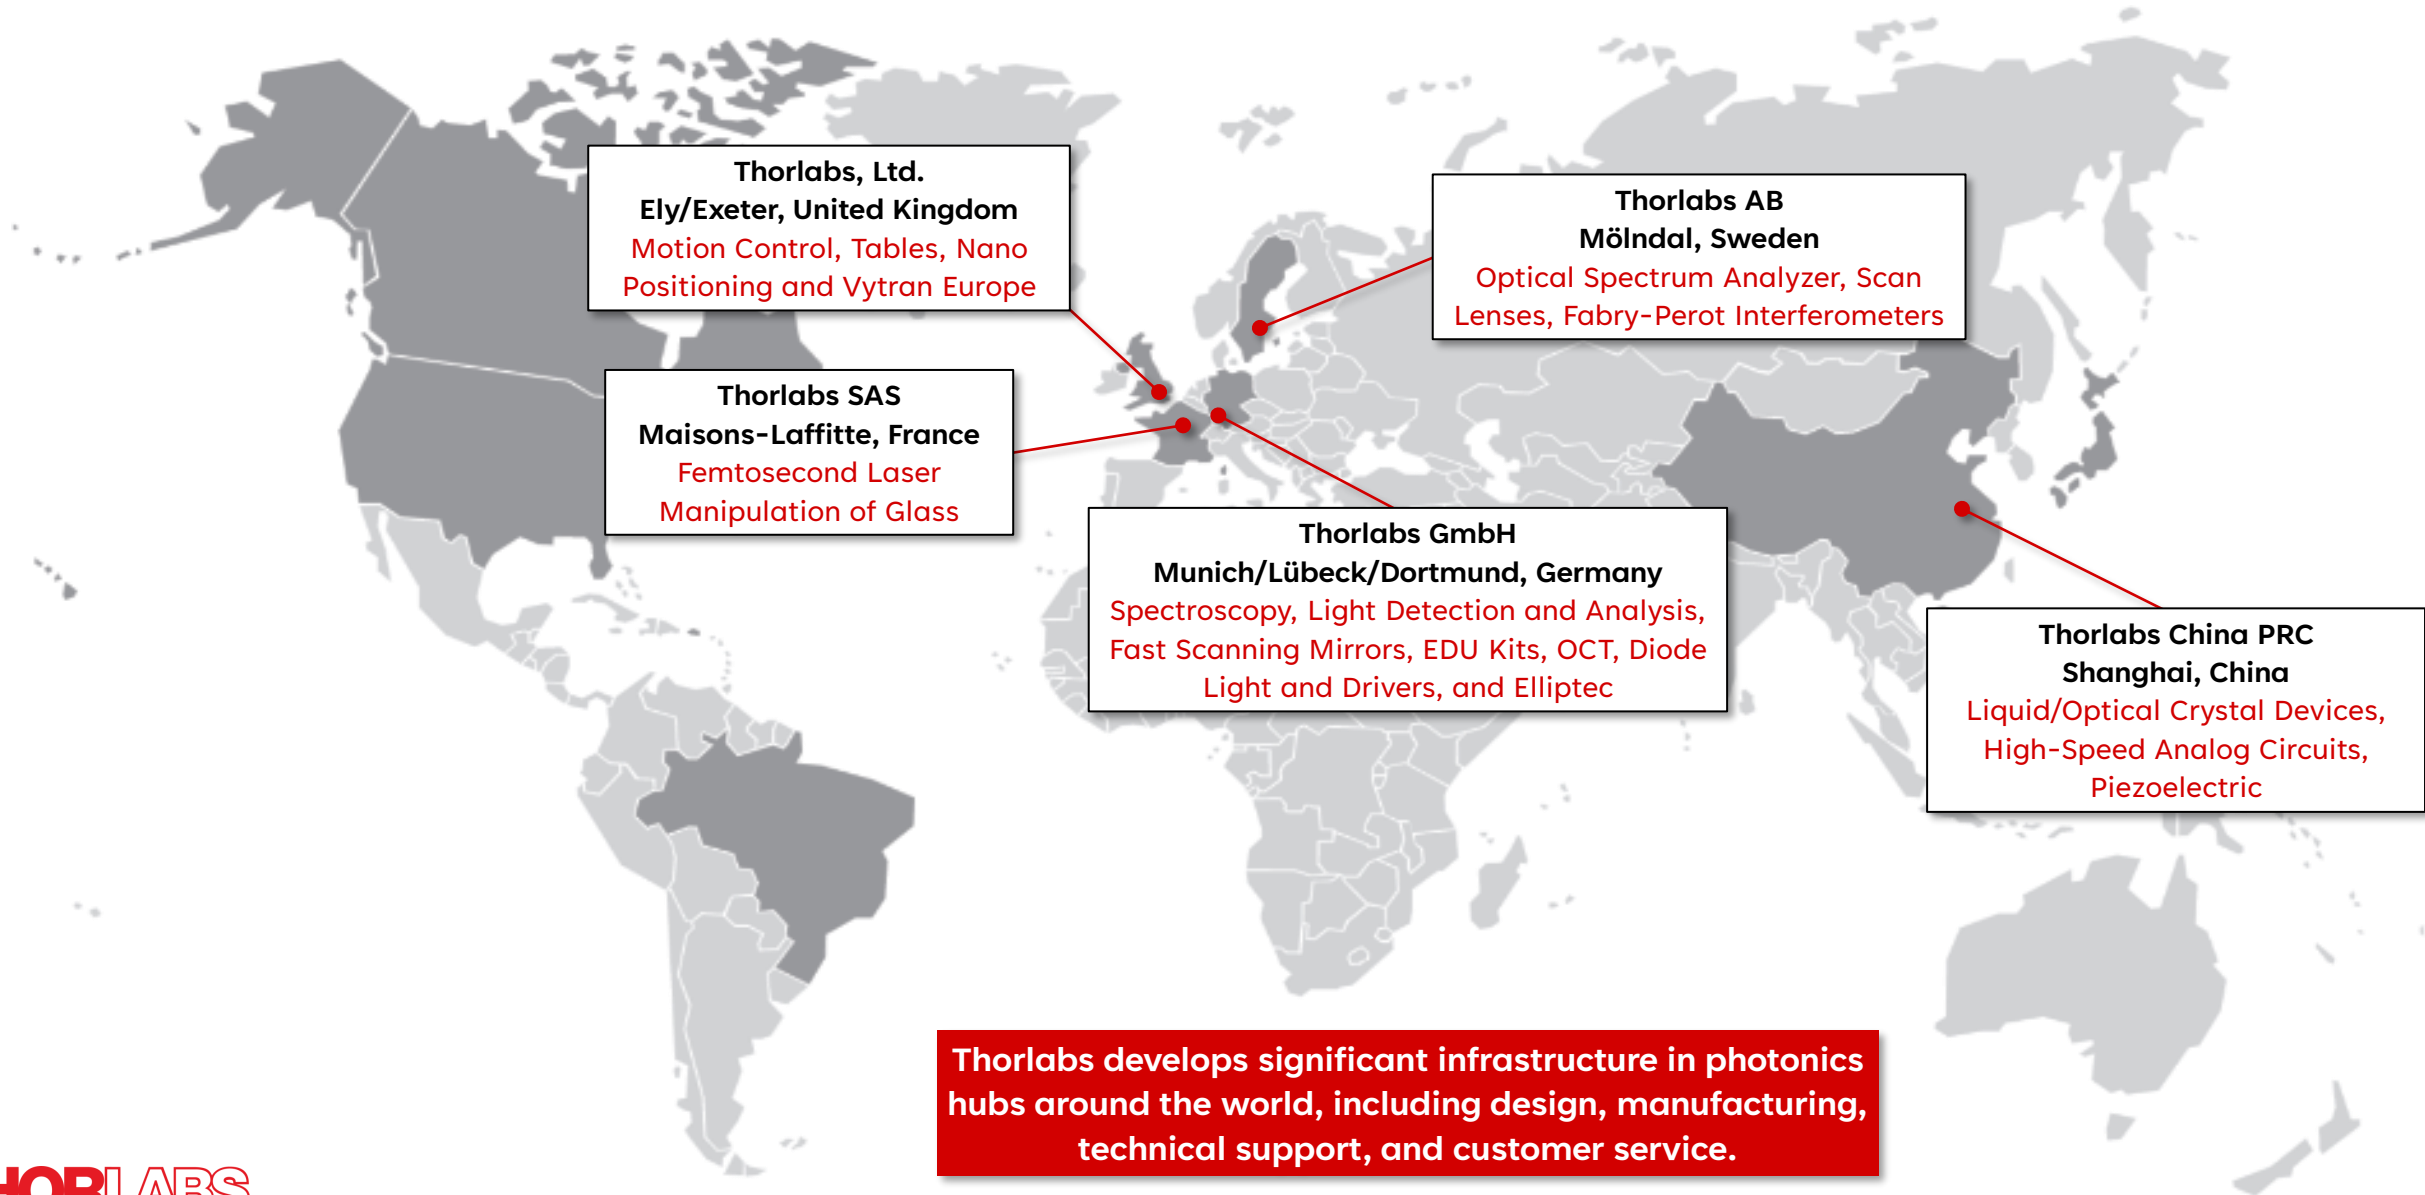 Thorlabs, Ltd.
Ely/Exeter, United Kingdom
Motion Control, Tables, Nano
Positioning and Vytran Europe
Thorlabs AB
Mölndal, Sweden
Optical Spectrum Analyzer, Scan
Lenses, Fabry-Perot Interferometers
Thorlabs SAS
Maisons-Laffitte, France
Femtosecond Laser
Manipulation of Glass
Thorlabs GmbH
Munich/Lübeck/Dortmund, Germany
Spectroscopy, Light Detection and Analysis,
Fast Scanning Mirrors, EDU Kits, OCT, Diode
Light and Drivers, and Elliptec
Thorlabs China PRC
Shanghai, China
Liquid/Optical Crystal Devices,
High-Speed Analog Circuits,
Piezoelectric
Thorlabs develops significant infrastructure in photonics
hubs around the world, including design, manufacturing,
technical support, and customer service.
HORLABS